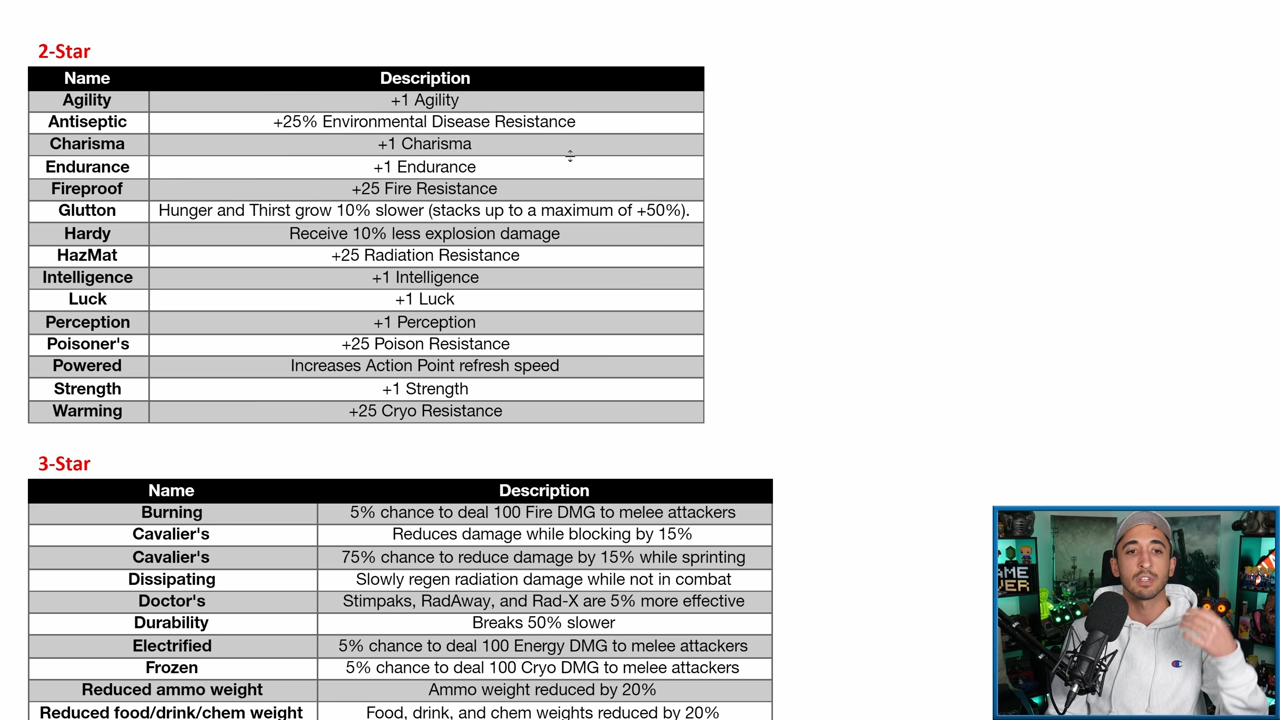 2-Star
Name Description
Agility +1 Agility
Antiseptic +25% Environmental Disease Resistance
Charisma +1 Charisma
Endurance +1 Endurance
Fireproof +25 Fire Resistance
Glutton Hunger and Thirst grow 10% slower (stacks up to a maximum of +50%).
Hardy Receive 10% less explosion damage
HazMat +25 Radiation Resistance
Intelligence +1 Intelligence
Luck +1 Luck
Perception +1 Perception
Poisoner's +25 Poison Resistance
Powered Increases Action Point refresh speed
Strength +1 Strength
Warming +25 Cryo Resistance
3-Star
Name Description
Burning 5% chance to deal 100 Fire DMG to melee attackers
Cavalier's Reduces damage while blocking by 15%
Cavalier's 75% chance to reduce damage by 15% while sprinting
Dissipating Slowly regen radiation damage while not in combat
Doctor's Stimpaks, RadAway, and Rad-X are 5% more effective
Durability Breaks 50% slower
Electrified 5% chance to deal 100 Energy DMG to melee attackers
Frozen 5% chance to deal 100 Cryo DMG to melee attackers
Reduced ammo weight Ammo weight reduced by 20%
Reduced food/drink/chem weight Food, drink, and chem weights reduced by 20%
AME
VER